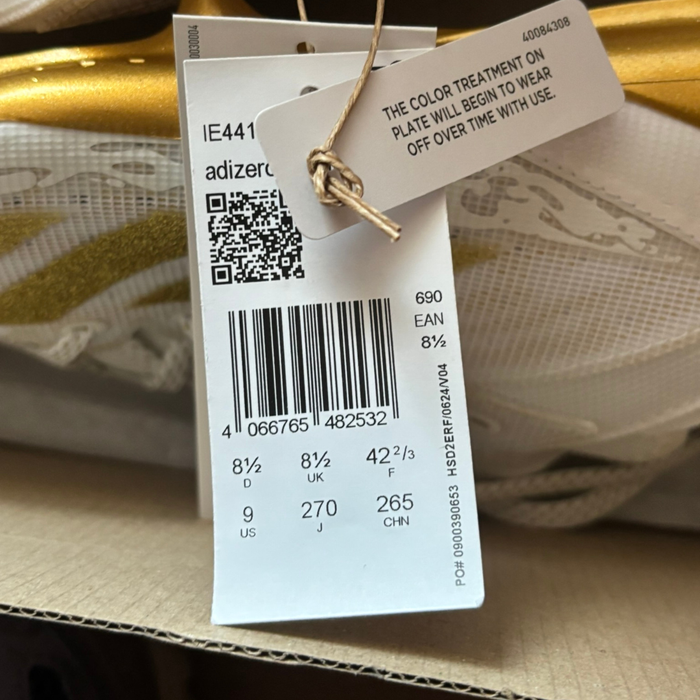 0030004
40084308
THE COLOR TREATMENT ON
PLATE WILL BEGIN TO WEAR
OFF OVER TIME WITH USE.
IE441
adizero
690
EAN
8½
4 066765 482532
8½ 8½ 42 2/3
D UK F
9 270 265
US J CHN
PO# 0900390653 HSD2ERF/0624/V04